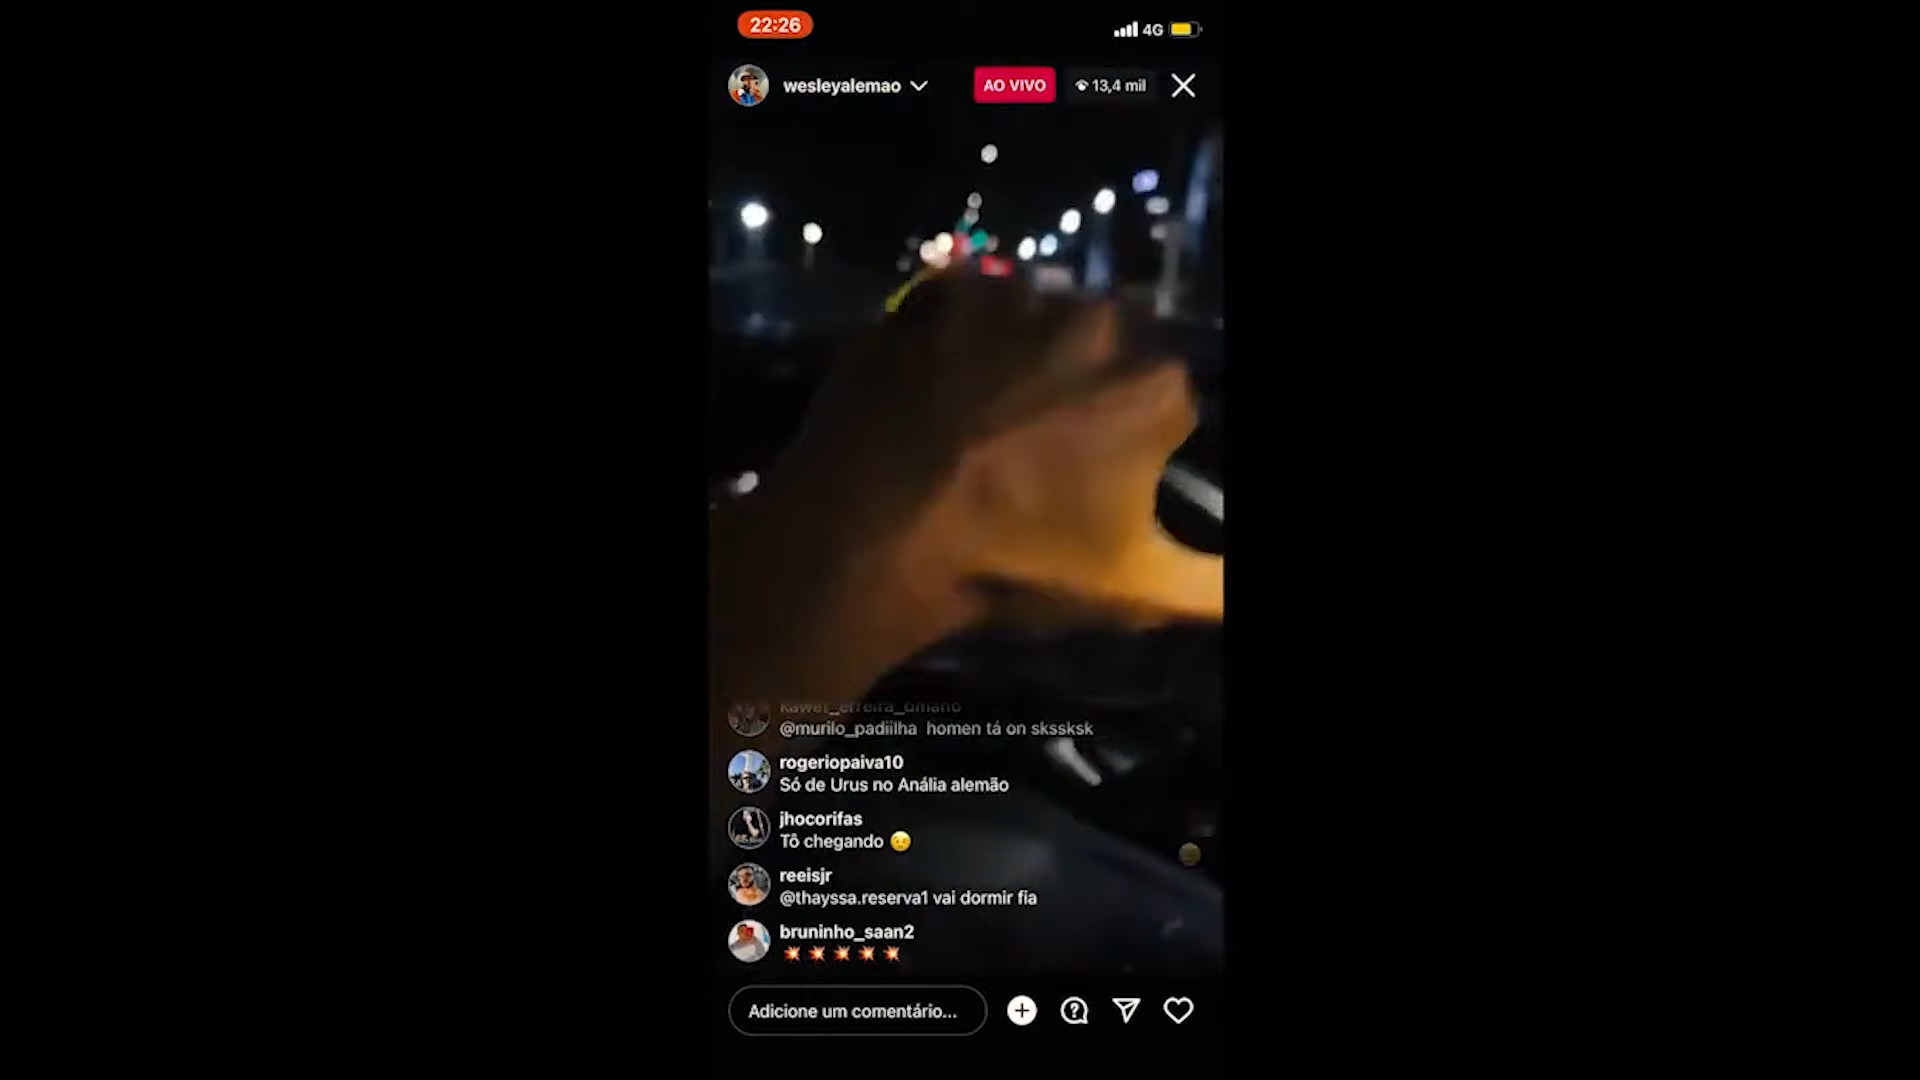 22:26
4G
wesleyalemao
AO VIVO
13,4 mil
@murilo_padiilha homen tá on skssksk
rogeriopaiva10
Só de Urus no Anália alemão
jhocorifas
Tô chegando 😉
reeisjr
@thayssa.reserva1 vai dormir fia
bruninho_saan2
💥 💥 💥 💥 💥
Adicione um comentário...